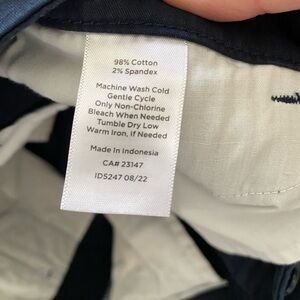 98% Cotton
2% Spandex
Machine Wash Cold
Gentle Cycle
Only Non-Chlorine
Bleach When Needed
Tumble Dry Low
Warm Iron, if Needed
Made In Indonesia
CA# 23147
IDS247 08/22